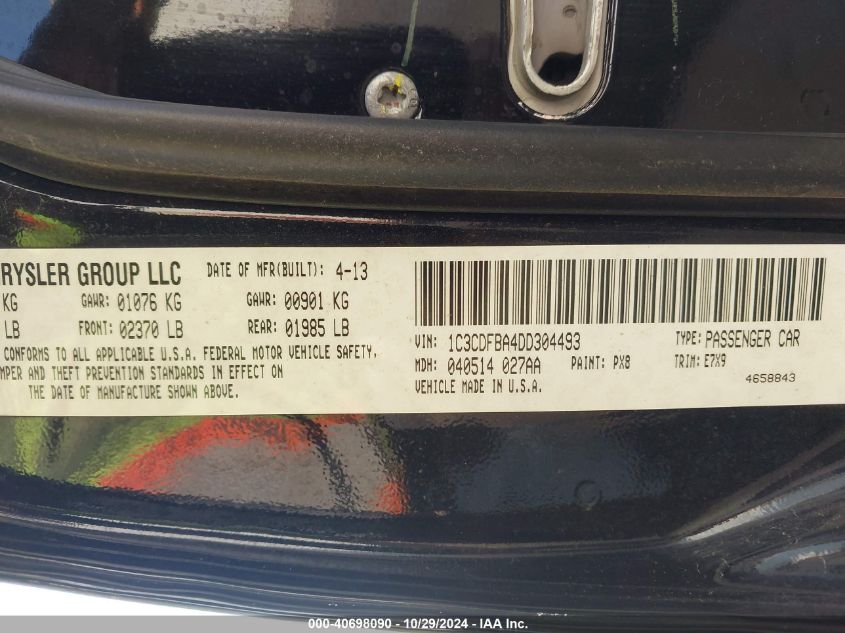 RYSLER GROUP LLC DATE OF MFR(BUILT): 4-13
KG GAWR: 01076 KG GAWR: 00901 KG
LB FRONT: 02370 LB REAR: 01985 LB
CONFORMS TO ALL APPLICABLE U.S.A. FEDERAL MOTOR VEHICLE SAFETY,
MPER AND THEFT PREVENTION STANDARDS IN EFFECT ON
THE DATE OF MANUFACTURE SHOWN ABOVE.
VIN: 1C3CDFBA4DD304493 TYPE: PASSENGER CAR
MDH: 040514 027AA PAINT: PX8 TRIM: E7X9
VEHICLE MADE IN U.S.A. 4658843
000-40698090 - 10/29/2024 - IAA Inc.